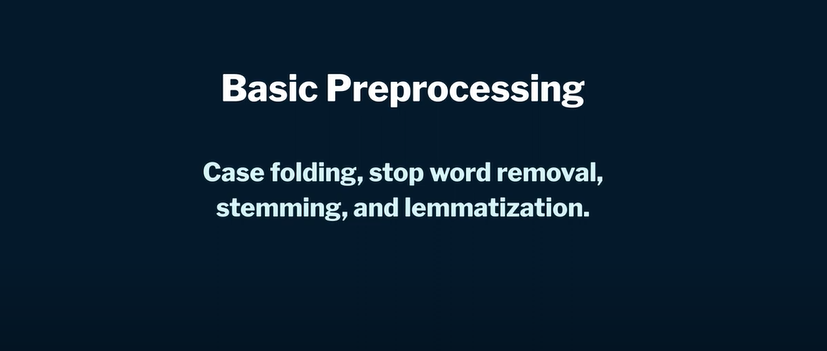 Basic Preprocessing
Case folding, stop word removal,
stemming, and lemmatization.